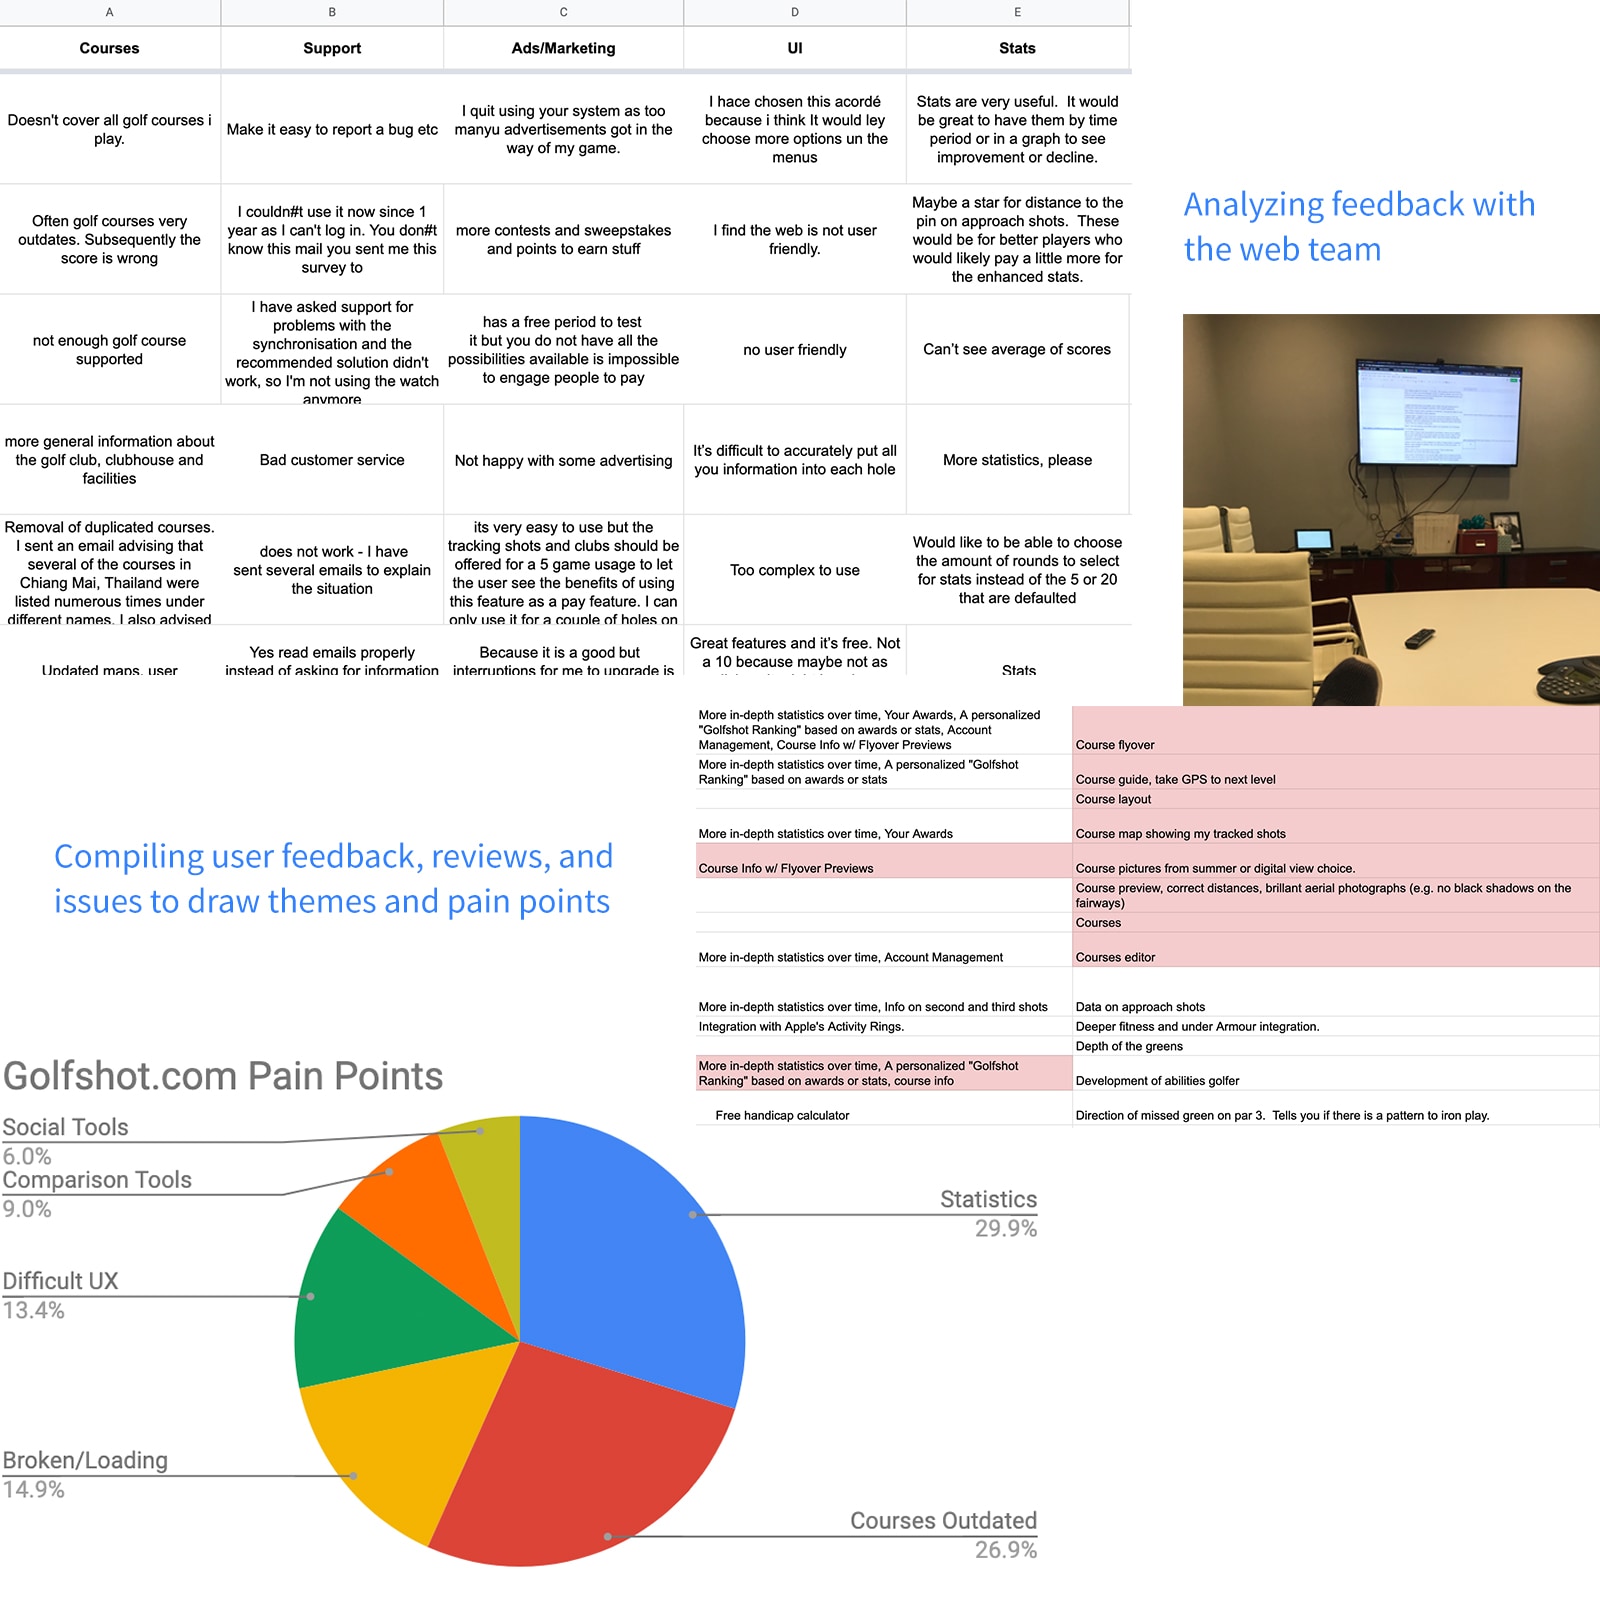 A
B
C
D
E
Courses
Support
Ads/Marketing
UI
Stats
Doesn't cover all golf courses i
play.
Make it easy to report a bug etc
I quit using your system as too
manyu advertisements got in the
way of my game.
I hace chosen this acordé
because i think It would ley
choose more options un the
menus
Stats are very useful.  It would
be great to have them by time
period or in a graph to see
improvement or decline.
Often golf courses very
outdates. Subsequently the
score is wrong
I couldn#t use it now since 1
year as I can't log in. You don#t
know this mail you sent me this
survey to
more contests and sweepstakes
and points to earn stuff
I find the web is not user
friendly.
Maybe a star for distance to the
pin on approach shots.  These
would be for better players who
would likely pay a little more for
the enhanced stats.
not enough golf course
supported
I have asked support for
problems with the
synchronisation and the
recommended solution didn't
work, so I'm not using the watch
anymore
has a free period to test
it but you do not have all the
possibilities available is impossible
to engage people to pay
no user friendly
Can't see average of scores
more general information about
the golf club, clubhouse and
facilities
Bad customer service
Not happy with some advertising
It's difficult to accurately put all
you information into each hole
More statistics, please
Removal of duplicated courses.
I sent an email advising that
several of the courses in
Chiang Mai, Thailand were
listed numerous times under
different names. I also advised
does not work - I have
sent several emails to explain
the situation
its very easy to use but the
tracking shots and clubs should be
offered for a 5 game usage to let
the user see the benefits of using
this feature as a pay feature. I can
only use it for a couple of holes on
Too complex to use
Would like to be able to choose
the amount of rounds to select
for stats instead of the 5 or 20
that are defaulted
Updated maps, user
Yes read emails properly
instead of asking for information
Because it is a good but
interruptions for me to upgrade is
Great features and it's free. Not
a 10 because maybe not as
Stats
Analyzing feedback with
the web team
Compiling user feedback, reviews, and
issues to draw themes and pain points
More in-depth statistics over time, Your Awards, A personalized
"Golfshot Ranking" based on awards or stats, Account
Management, Course Info w/ Flyover Previews
Course flyover
More in-depth statistics over time, A personalized "Golfshot
Ranking" based on awards or stats
Course guide, take GPS to next level
Course layout
More in-depth statistics over time, Your Awards
Course map showing my tracked shots
Course Info w/ Flyover Previews
Course pictures from summer or digital view choice.
Course preview, correct distances, brillant aerial photographs (e.g. no black shadows on the
fairways)
Courses
More in-depth statistics over time, Account Management
Courses editor
More in-depth statistics over time, Info on second and third shots
Data on approach shots
Integration with Apple's Activity Rings.
Deeper fitness and under Armour integration.
Depth of the greens
More in-depth statistics over time, A personalized "Golfshot
Ranking" based on awards or stats, course info
Development of abilities golfer
Free handicap calculator
Direction of missed green on par 3.  Tells you if there is a pattern to iron play.
Golfshot.com Pain Points
Social Tools
6.0%
Comparison Tools
9.0%
Difficult UX
13.4%
Broken/Loading
14.9%
Statistics
29.9%
Courses Outdated
26.9%